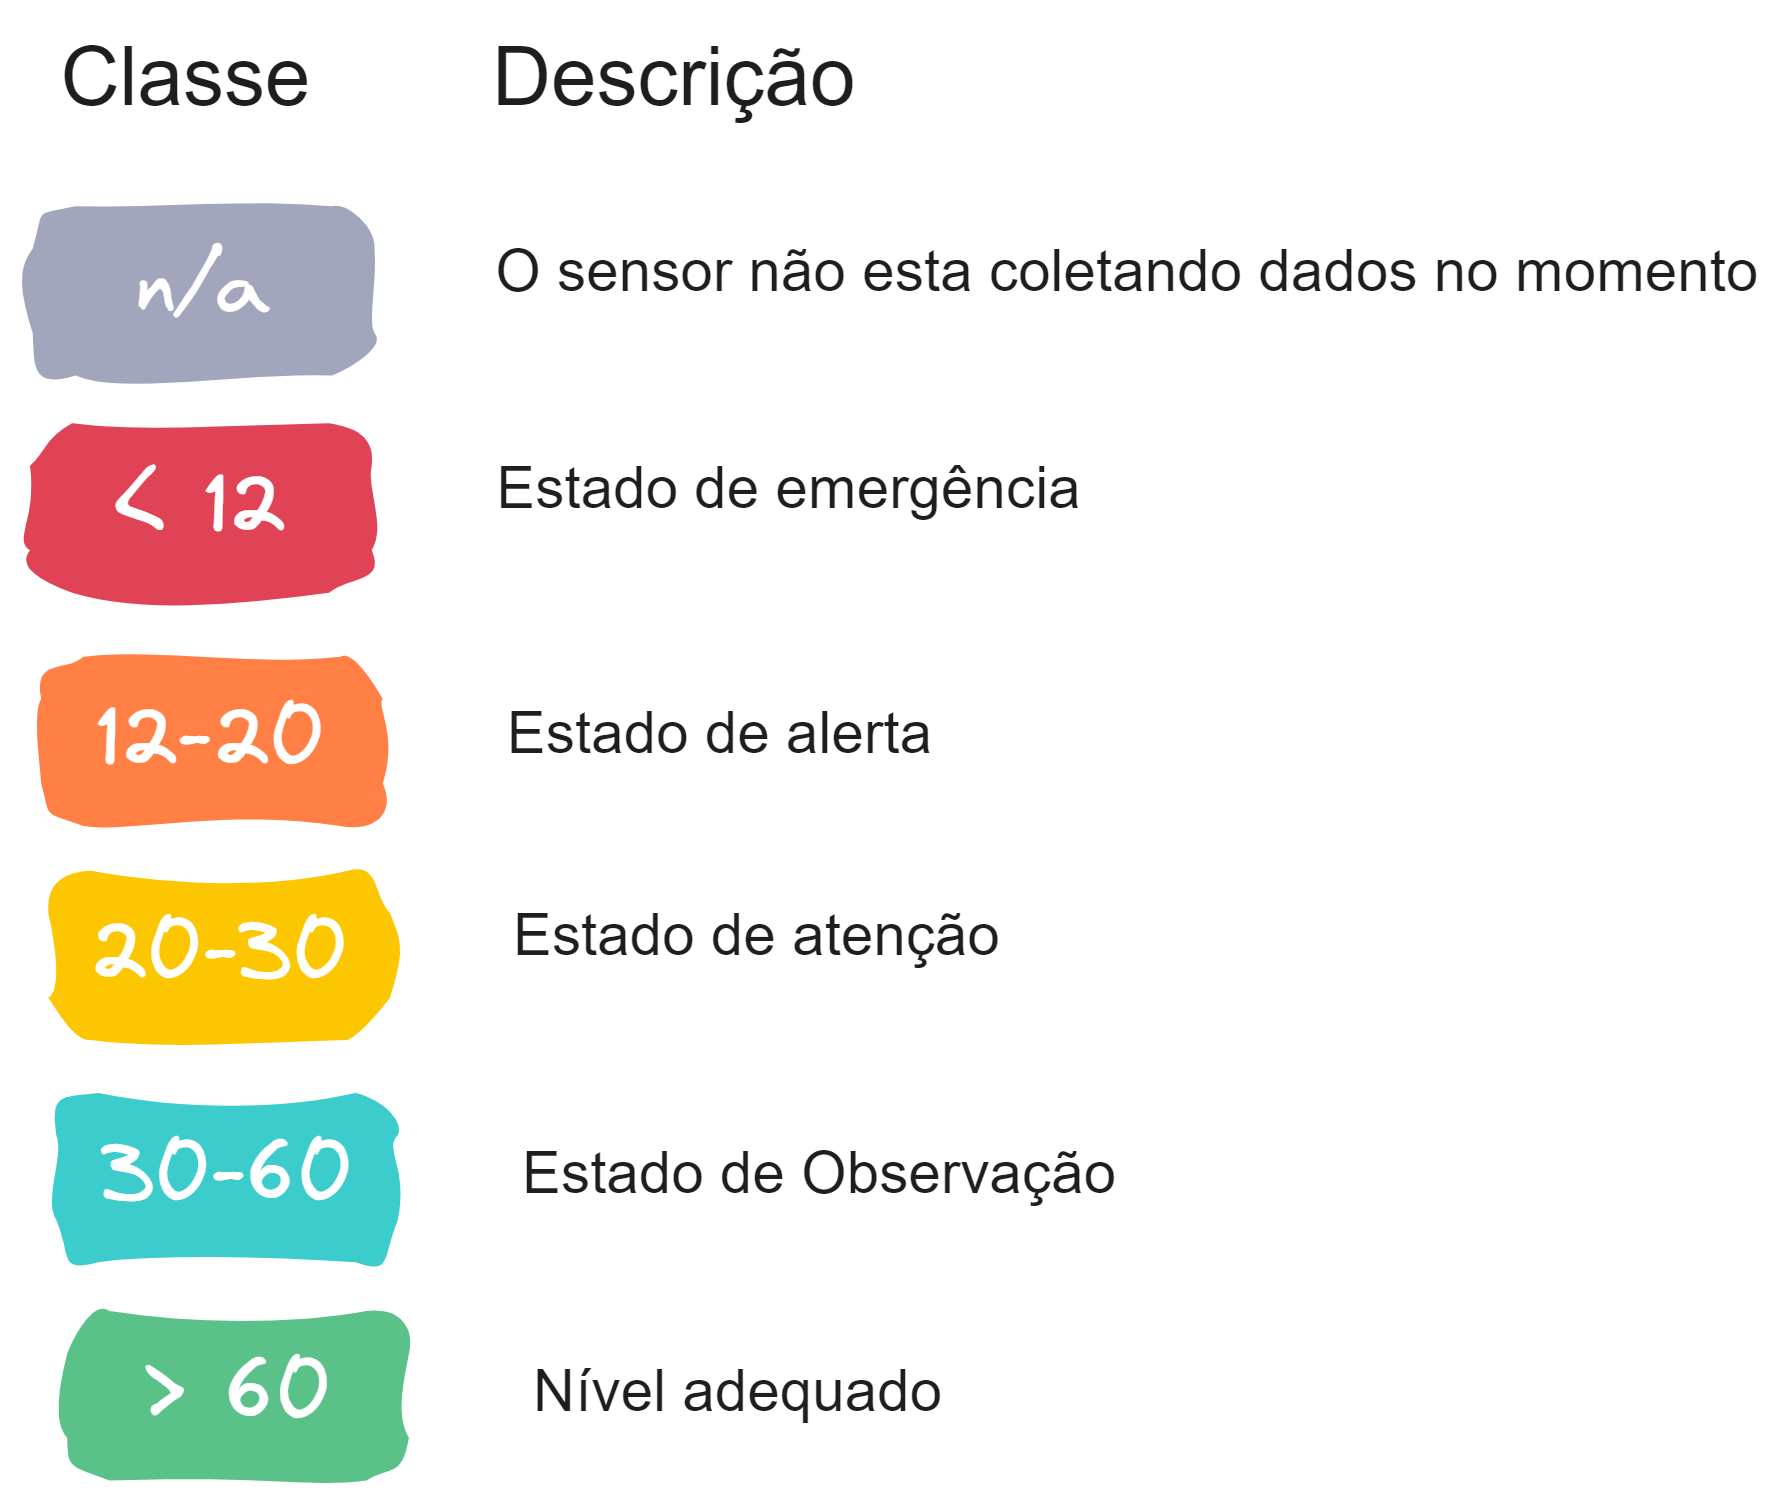 Classe Descrição
n/a O sensor não esta coletando dados no momento
< 12 Estado de emergência
12-20 Estado de alerta
20-30 Estado de atenção
30-60 Estado de Observação
> 60 Nível adequado